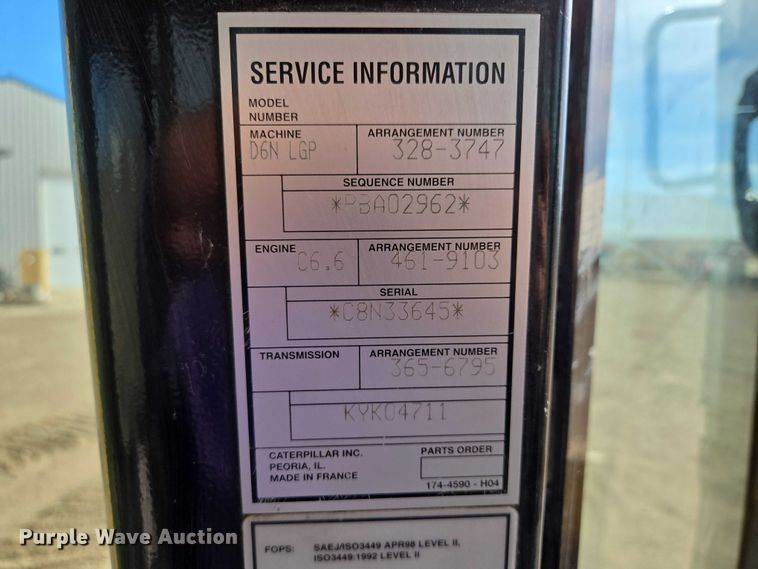 SERVICE INFORMATION
MODEL
NUMBER
MACHINE ARRANGEMENT NUMBER
D6N LGP 328-3747
SEQUENCE NUMBER
*PBA02962*
ENGINE ARRANGEMENT NUMBER
C6.6 461-9103
SERIAL
*C8N33645*
TRANSMISSION ARRANGEMENT NUMBER
365-6795
KYK04711
CATERPILLAR INC. PARTS ORDER
PEORIA, IL.
MADE IN FRANCE
174-4590 - H04
FOPS: SAEJ/ISO3449 APR98 LEVEL II,
ISO3449:1992 LEVEL II
Purple Wave Auction